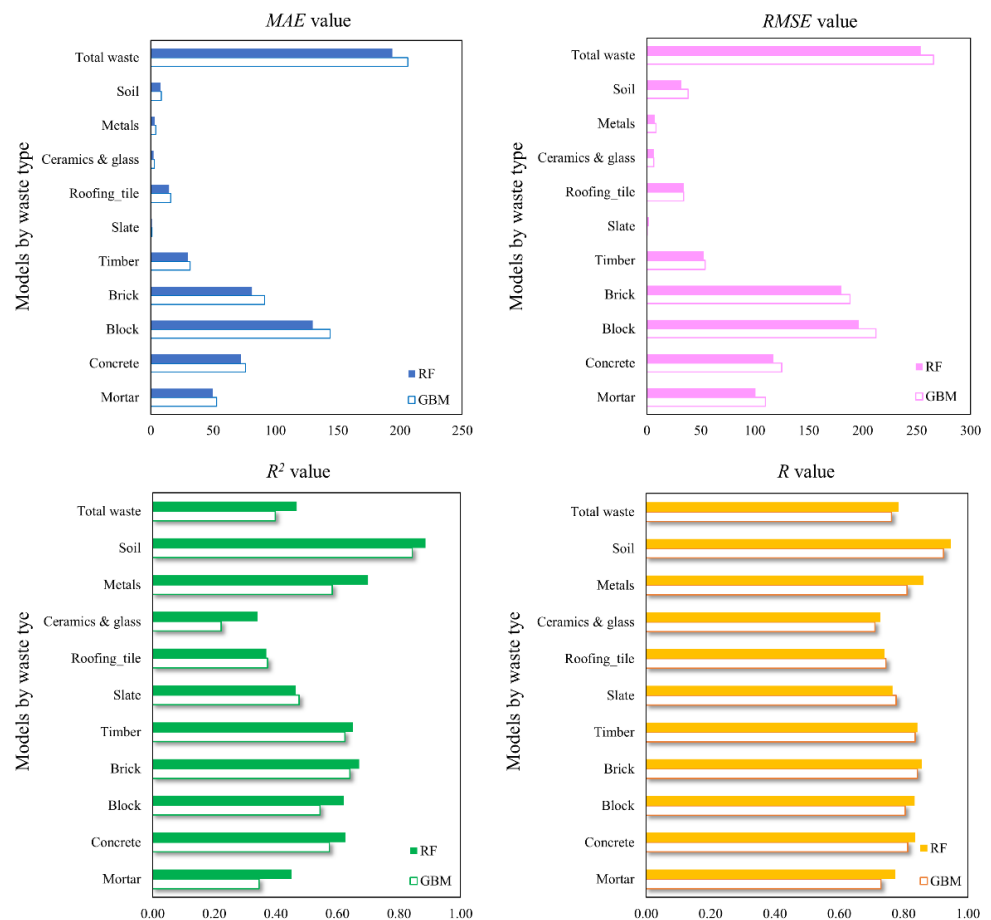 MAE value
Models by waste type
Total waste
Soil
Metals
Ceramics & glass
Roofing_tile
Slate
Timber
Brick
Block
Concrete
Mortar
RF
GBM
0 50 100 150 200 250
RMSE value
Models by waste type
Total waste
Soil
Metals
Ceramics & glass
Roofing_tile
Slate
Timber
Brick
Block
Concrete
Mortar
RF
GBM
0 50 100 150 200 250 300
R² value
Models by waste tye
Total waste
Soil
Metals
Ceramics & glass
Roofing_tile
Slate
Timber
Brick
Block
Concrete
Mortar
RF
GBM
0.00 0.20 0.40 0.60 0.80 1.00
R value
Models by waste type
Total waste
Soil
Metals
Ceramics & glass
Roofing_tile
Slate
Timber
Brick
Block
Concrete
Mortar
RF
GBM
0.00 0.20 0.40 0.60 0.80 1.00